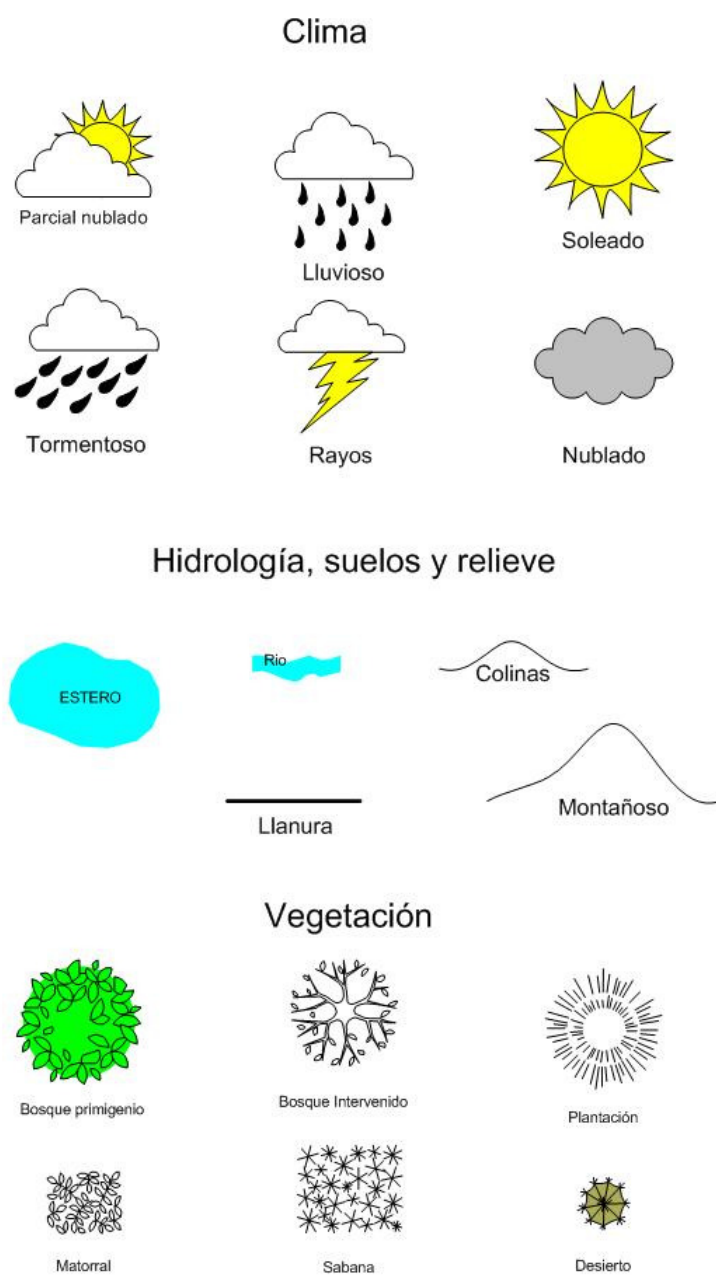 Clima
Parcial nublado
Lluvioso
Soleado
Tormentoso
Rayos
Nublado
Hidrología, suelos y relieve
ESTERO
Rio
Colinas
Llanura
Montañoso
Vegetación
Bosque primigenio
Bosque Intervenido
Plantación
Matorral
Sabana
Desierto